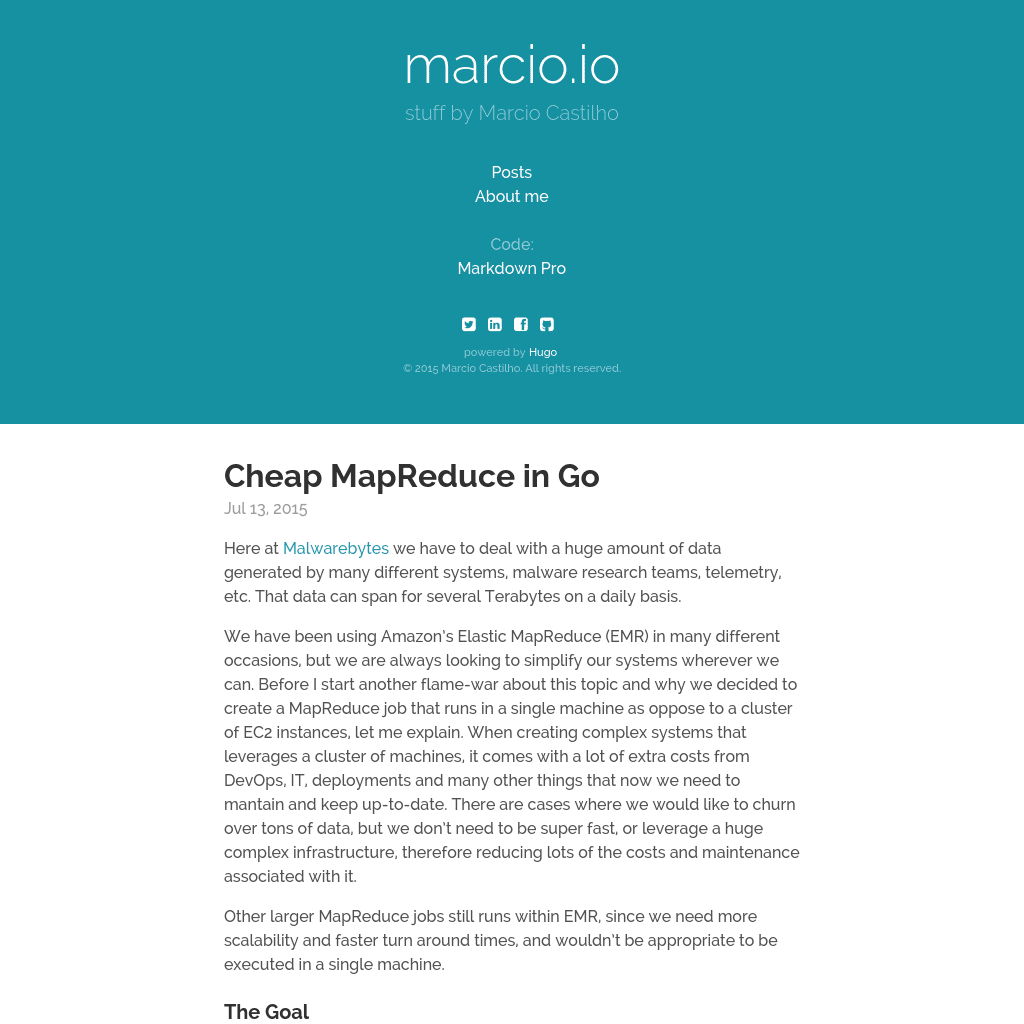 marcio.io
stuff by Marcio Castilho
Posts
About me
Code:
Markdown Pro
powered by Hugo
© 2015 Marcio Castilho. All rights reserved.
Cheap MapReduce in Go
Jul 13, 2015
Here at Malwarebytes we have to deal with a huge amount of data
generated by many different systems, malware research teams, telemetry,
etc. That data can span for several Terabytes on a daily basis.
We have been using Amazon's Elastic MapReduce (EMR) in many different
occasions, but we are always looking to simplify our systems wherever we
can. Before I start another flame-war about this topic and why we decided to
create a MapReduce job that runs in a single machine as oppose to a cluster
of EC2 instances, let me explain. When creating complex systems that
leverages a cluster of machines, it comes with a lot of extra costs from
DevOps, IT, deployments and many other things that now we need to
mantain and keep up-to-date. There are cases where we would like to churn
over tons of data, but we don't need to be super fast, or leverage a huge
complex infrastructure, therefore reducing lots of the costs and maintenance
associated with it.
Other larger MapReduce jobs still runs within EMR, since we need more
scalability and faster turn around times, and wouldn't be appropriate to be
executed in a single machine.
The Goal